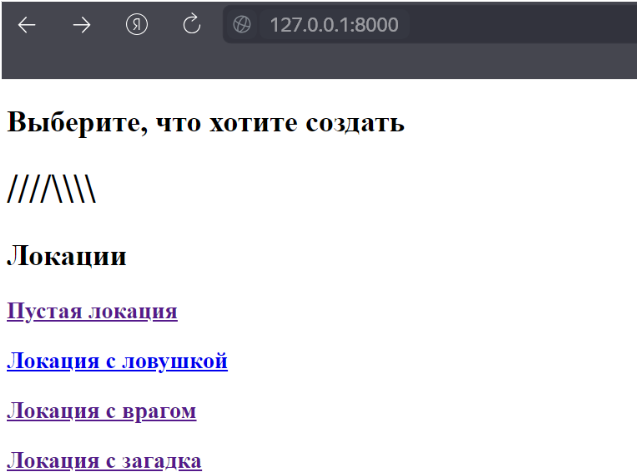 Я
127.0.0.1:8000
Выберите, что хотите создать
////\\\\
Локации
Пустая локация
Локация с ловушкой
Локация с врагом
Локация с загадка